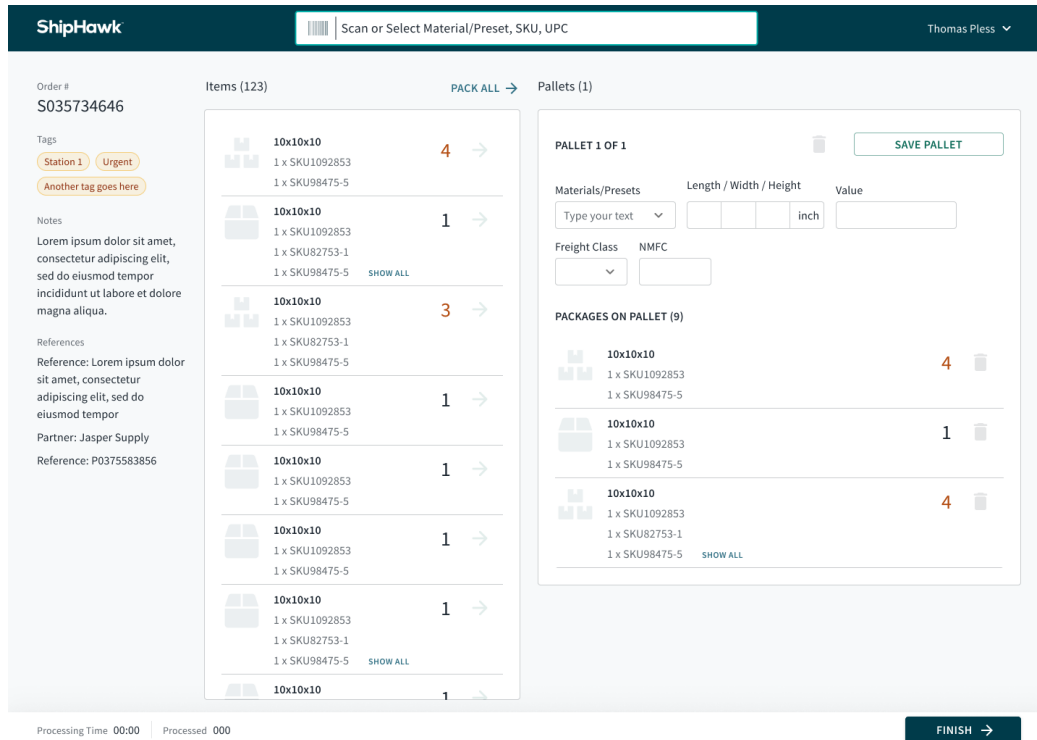 ShipHawk
Scan or Select Material/Preset, SKU, UPC
Thomas Pless
Order #
S035734646
Tags
Station 1
Urgent
Another tag goes here
Notes
Lorem ipsum dolor sit amet,
consectetur adipiscing elit,
sed do eiusmod tempor
incididunt ut labore et dolore
magna aliqua.
References
Reference: Lorem ipsum dolor
sit amet, consectetur
adipiscing elit, sed do
eiusmod tempor
Partner: Jasper Supply
Reference: P0375583856
Items (123)
PACK ALL
10x10x10
4
1 x SKU1092853
1 x SKU98475-5
10x10x10
1
1 x SKU1092853
1 x SKU82753-1
1 x SKU98475-5 SHOW ALL
10x10x10
3
1 x SKU1092853
1 x SKU82753-1
1 x SKU98475-5
10x10x10
1
1 x SKU1092853
1 x SKU98475-5
10x10x10
1
1 x SKU1092853
1 x SKU98475-5
10x10x10
1
1 x SKU1092853
1 x SKU98475-5
10x10x10
1
1 x SKU1092853
1 x SKU82753-1
1 x SKU98475-5 SHOW ALL
10x10x10
1
Pallets (1)
PALLET 1 OF 1
SAVE PALLET
Materials/Presets
Length / Width / Height
Value
Type your text
inch
Freight Class
NMFC
PACKAGES ON PALLET (9)
10x10x10
4
1 x SKU1092853
1 x SKU98475-5
10x10x10
1
1 x SKU1092853
1 x SKU98475-5
10x10x10
4
1 x SKU1092853
1 x SKU82753-1
1 x SKU98475-5 SHOW ALL
Processing Time 00:00
Processed 000
FINISH